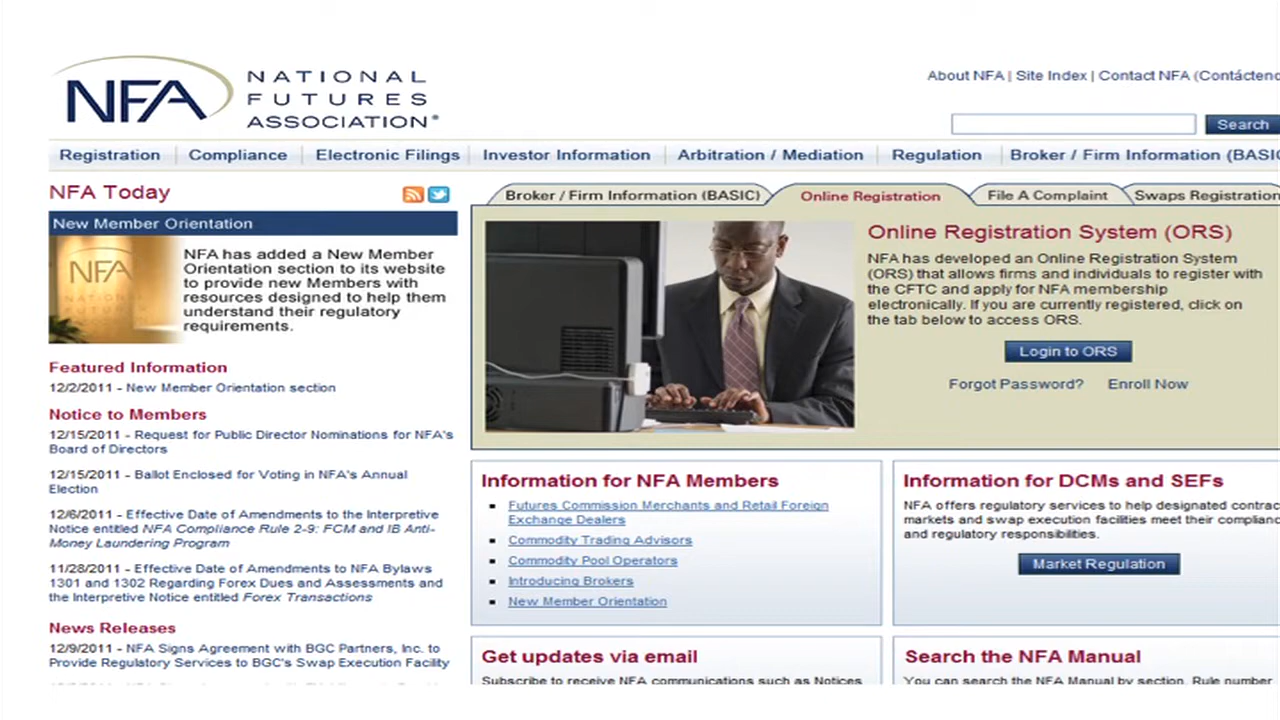 NFA
NATIONAL
FUTURES
ASSOCIATION®
About NFA | Site Index | Contact NFA (Contácteno
Search
Registration
Compliance
Electronic Filings
Investor Information
Arbitration / Mediation
Regulation
Broker / Firm Information (BASIC
NFA Today
New Member Orientation
NFA
NFA has added a New Member
Orientation section to its website
to provide new Members with
resources designed to help them
understand their regulatory
requirements.
Featured Information
12/2/2011 - New Member Orientation section
Notice to Members
12/15/2011 - Request for Public Director Nominations for NFA's
Board of Directors
12/15/2011 - Ballot Enclosed for Voting in NFA's Annual
Election
12/6/2011 - Effective Date of Amendments to the Interpretive
Notice entitled NFA Compliance Rule 2-9: FCM and IB Anti-
Money Laundering Program
11/28/2011 - Effective Date of Amendments to NFA Bylaws
1301 and 1302 Regarding Forex Dues and Assessments and
the Interpretive Notice entitled Forex Transactions
News Releases
12/9/2011 - NFA Signs Agreement with BGC Partners, Inc. to
Provide Regulatory Services to BGC's Swap Execution Facility
Broker / Firm Information (BASIC)
Online Registration
File A Complaint
Swaps Registration
Online Registration System (ORS)
NFA has developed an Online Registration System
(ORS) that allows firms and individuals to register with
the CFTC and apply for NFA membership
electronically. If you are currently registered, click on
the tab below to access ORS.
Login to ORS
Forgot Password?
Enroll Now
Information for NFA Members
Futures Commission Merchants and Retail Foreign
Exchange Dealers
Commodity Trading Advisors
Commodity Pool Operators
Introducing Brokers
New Member Orientation
Information for DCMs and SEFs
NFA offers regulatory services to help designated contrac
markets and swap execution facilities meet their complianc
and regulatory responsibilities.
Market Regulation
Get updates via email
Subscribe to receive NFA communications such as Notices
Search the NFA Manual
You can search the NFA Manual by section, Rule number